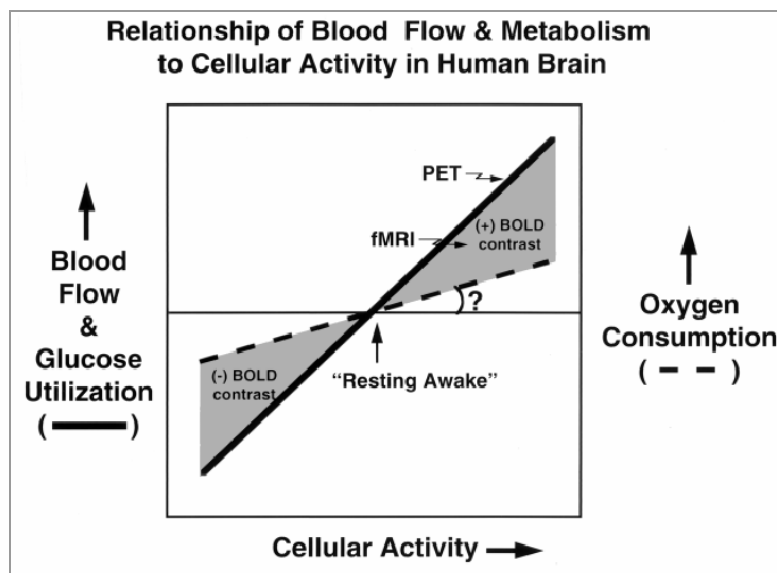 Relationship of Blood Flow & Metabolism
to Cellular Activity in Human Brain
PET
fMRI
(+) BOLD
contrast
?
Blood
Flow
&
Glucose
Utilization
(-) BOLD
contrast
"Resting Awake"
Oxygen
Consumption
Cellular Activity